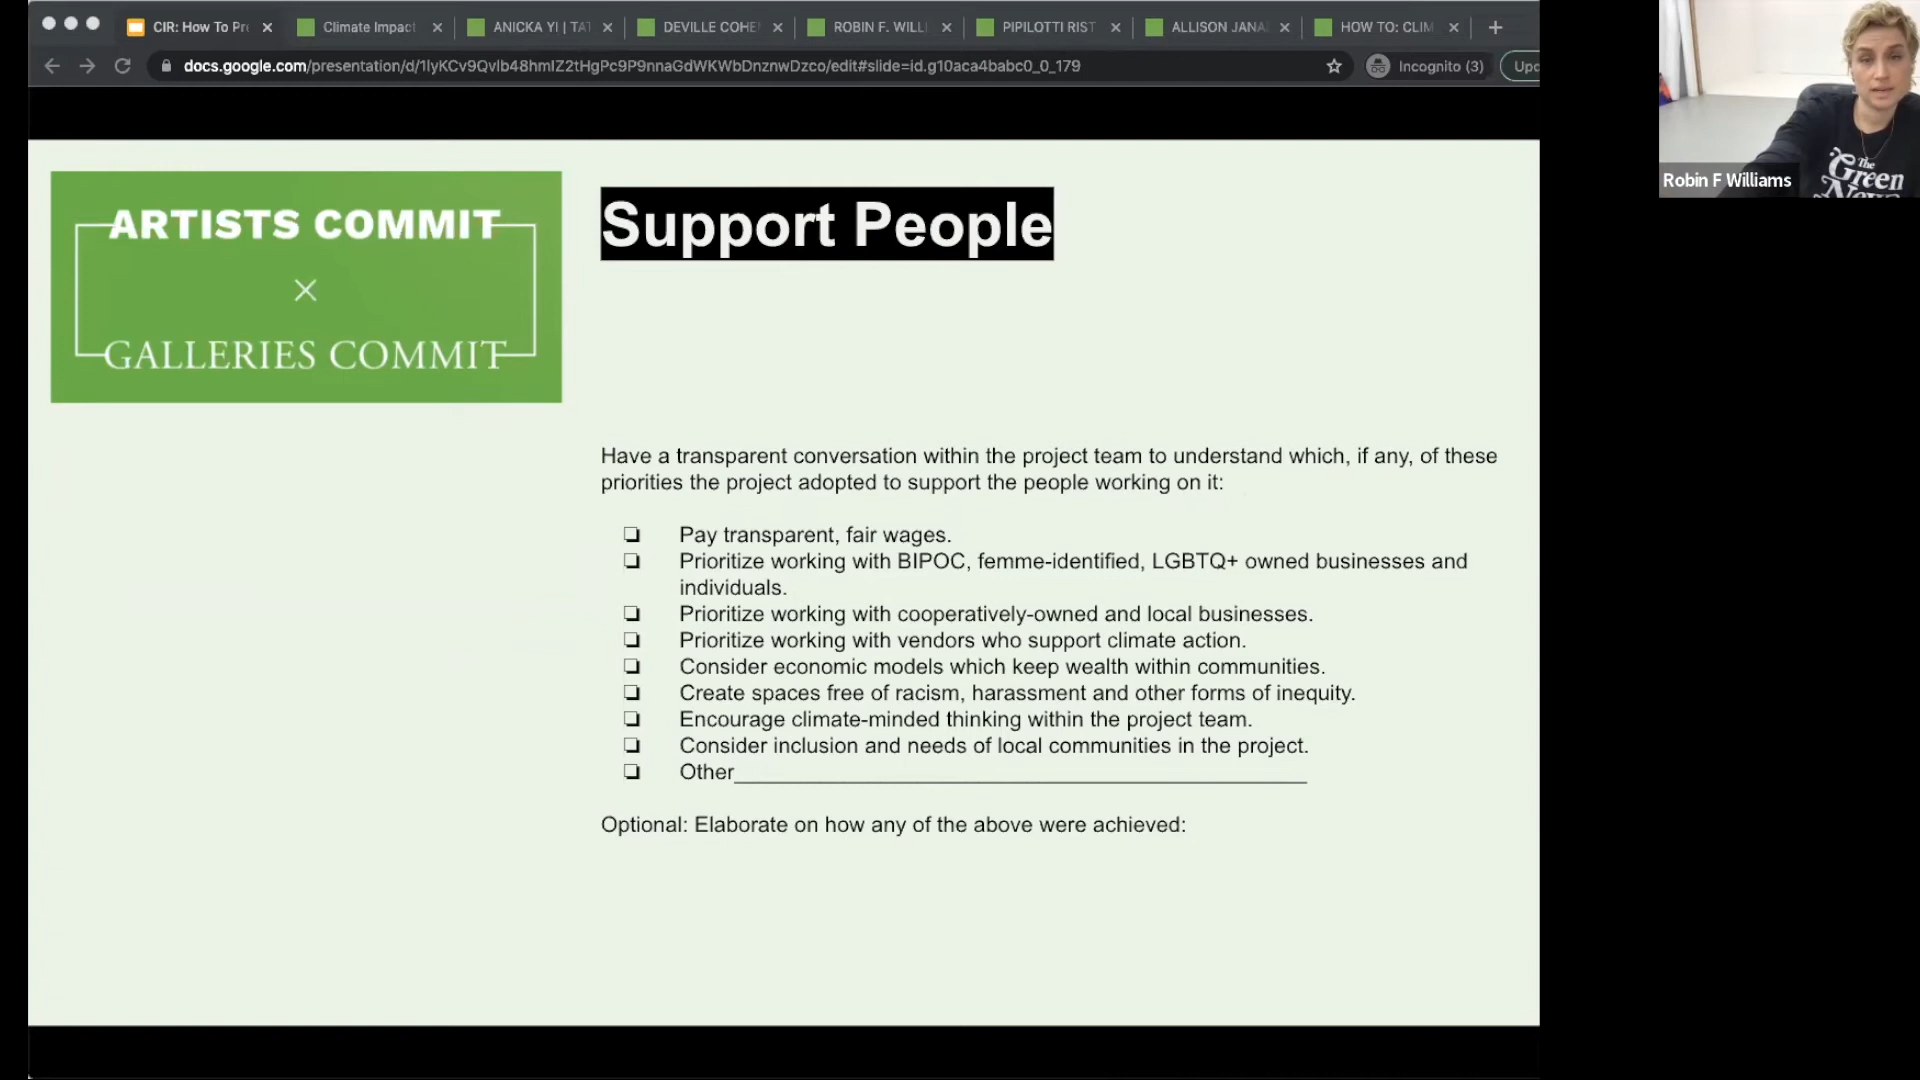 CIR: How To Pr
Climate Impact
ANICKA YI | TAT
DEVILLE COHE
ROBIN F. WILL
PIPILOTTI RIST
ALLISON JANA
HOW TO: CLIM
docs.google.com/presentation/d/1lyKCv9Qvlb48hmIZ2tHgPc9P9nnaGdWKWbDnznwDzco/edit#slide=id.g10aca4babc0_0_179
Incognito (3)
Upd
ARTISTS COMMIT
×
GALLERIES COMMIT
Support People
Have a transparent conversation within the project team to understand which, if any, of these
priorities the project adopted to support the people working on it:
❏ Pay transparent, fair wages.
❏ Prioritize working with BIPOC, femme-identified, LGBTQ+ owned businesses and
individuals.
❏ Prioritize working with cooperatively-owned and local businesses.
❏ Prioritize working with vendors who support climate action.
❏ Consider economic models which keep wealth within communities.
❏ Create spaces free of racism, harassment and other forms of inequity.
❏ Encourage climate-minded thinking within the project team.
❏ Consider inclusion and needs of local communities in the project.
❏ Other_______________________________________________
Optional: Elaborate on how any of the above were achieved:
The
Green
New
Robin F Williams